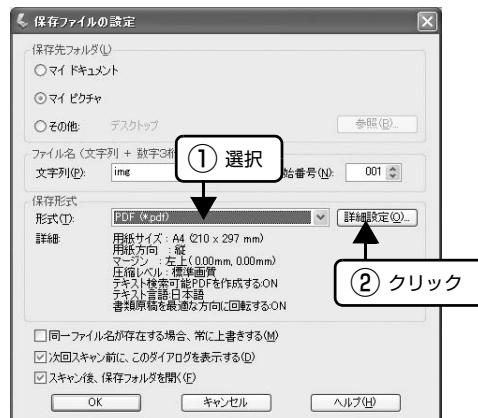 保存ファイルの設定
保存先フォルダ(L)
マイ ドキュメント
マイ ピクチャ
その他: デスクトップ 参照(B)...
ファイル名 (文字列 + 数字3
① 選択
文字列(P): img 始番号(N): 001
保存形式
形式(T): PDF (*.pdf) 詳細設定(O)...
詳細: 用紙サイズ : A4 (210 x 297 mm)
用紙方向 : 縦
マージン : 左上( 0.00mm, 0.00mm)
圧縮レベル : 標準画質
テキスト検索可能PDFを作成する:ON
テキスト言語:日本語
書類原稿を最適な方向に回転する:ON
② クリック
同一ファイル名が存在する場合、常に上書きする(M)
次回スキャン前に、このダイアログを表示する(D)
スキャン後、保存フォルダを開く(F)
OK キャンセル ヘルプ(H)